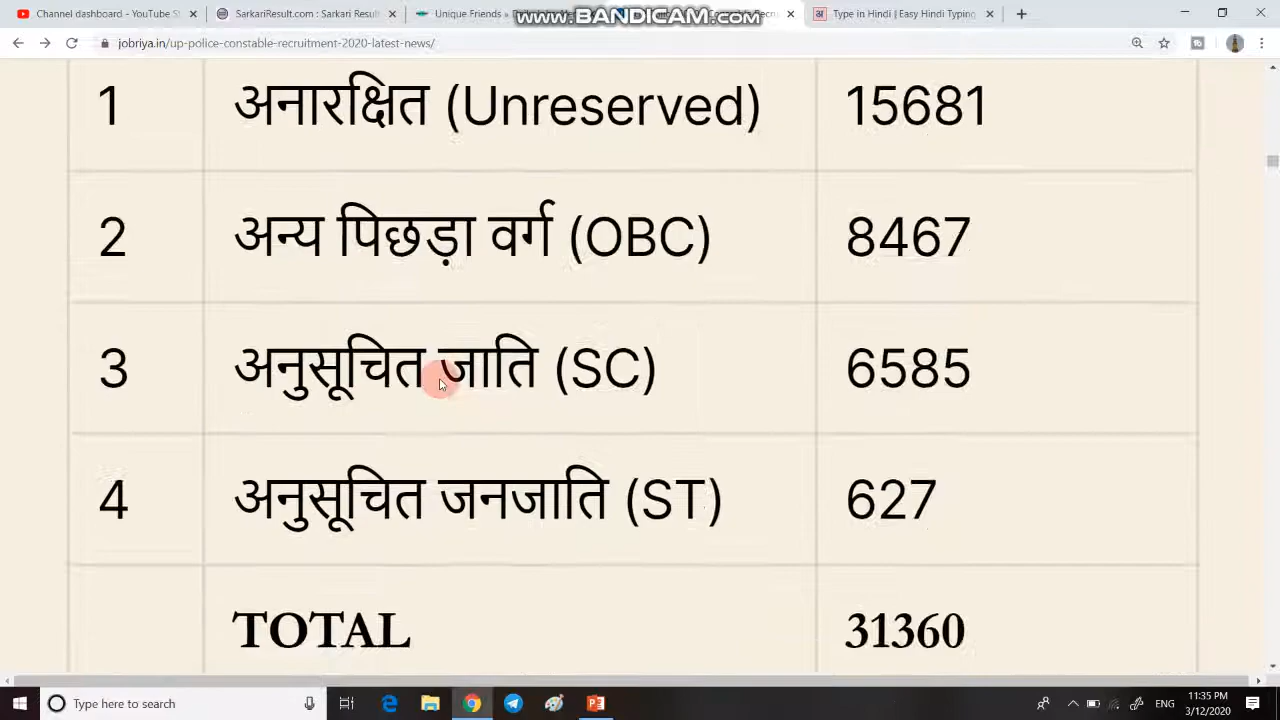 Channel dashboard - YouTube St
SarkariResult.com : Sarkari Result
Unique Friends »
Type in Hindi | Easy Hindi Typing
www.BANDICAM.com
jobriya.in/up-police-constable-recruitment-2020-latest-news/
1 अनारक्षित (Unreserved) 15681
2 अन्य पिछड़ा वर्ग (OBC) 8467
3 अनुसूचित जाति (SC) 6585
4 अनुसूचित जनजाति (ST) 627
TOTAL 31360
Type here to search
ENG
11:35 PM
3/12/2020